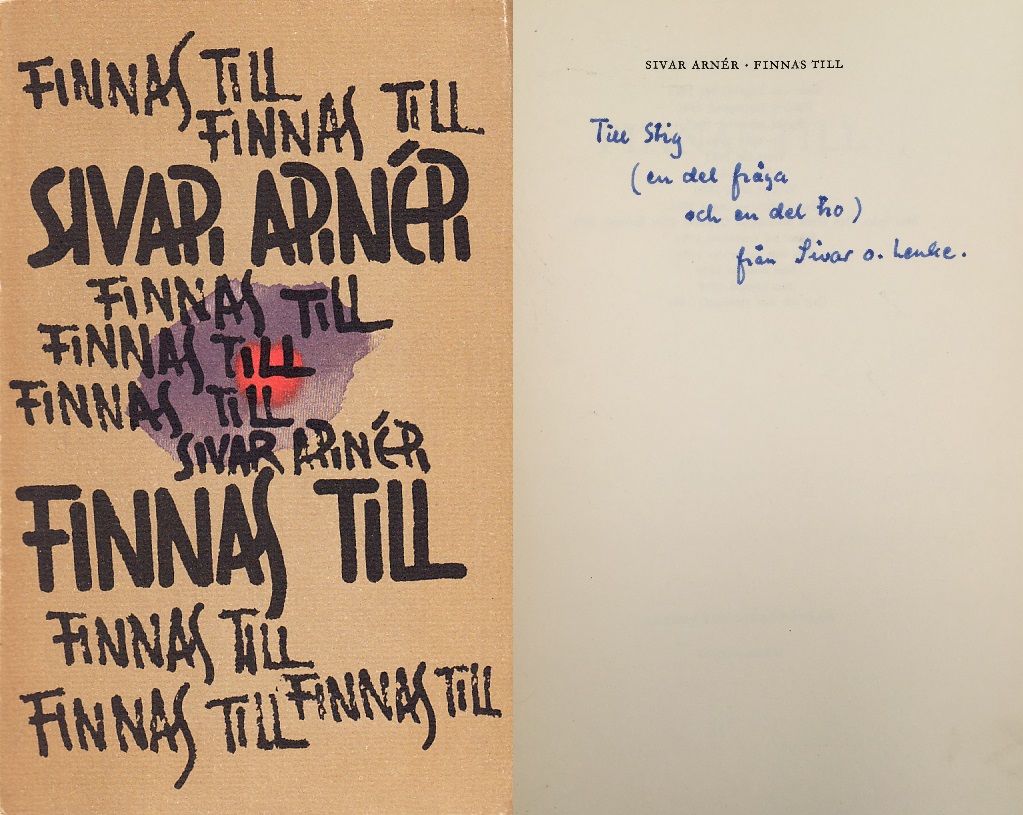 FINNAS TILL
FINNAS TILL
SIVAR ARNÉR
FINNAS TILL
FINNAS TILL
FINNAS TILL
SIVAR ARNÉR
FINNAS TILL
FINNAS TILL
FINNAS TILL FINNAS TILL
SIVAR ARNÉR · FINNAS TILL
Till Stig
(en del fråga
och en del tro)
från Sivar o. Lenke.